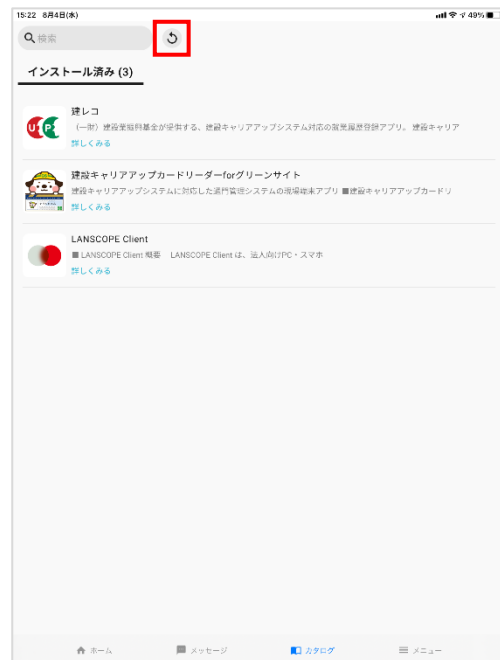 15:22 8月4日(水)
49%
検索
インストール済み (3)
建レコ
(一財) 建設業振興基金が提供する、建設キャリアアップシステム対応の就業履歴登録アプリ。 建設キャリア
詳しくみる
建設キャリアアップカードリーダーforグリーンサイト
建設キャリアアップシステムに対応した通門管理システムの現場端末アプリ ■建設キャリアアップカードリ
詳しくみる
LANSCOPE Client
■ LANSCOPE Client 概要 LANSCOPE Client は、法人向けPC・スマホ
詳しくみる
ホーム メッセージ カタログ メニュー